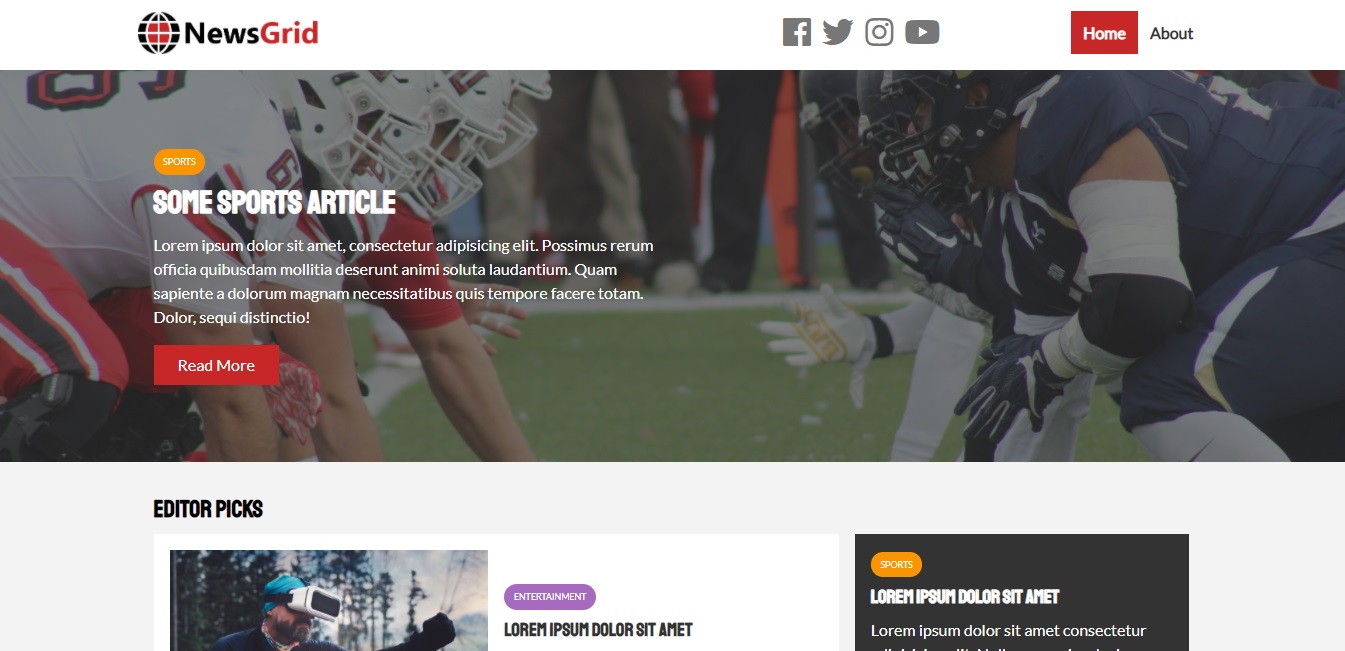 NewsGrid
Home
About
SPORTS
SOME SPORTS ARTICLE
Lorem ipsum dolor sit amet, consectetur adipisicing elit. Possimus rerum
officia quibusdam mollitia deserunt animi soluta laudantium. Quam
sapiente a dolorum magnam necessitatibus quis tempore facere totam.
Dolor, sequi distinctio!
Read More
EDITOR PICKS
ENTERTAINMENT
LOREM IPSUM DOLOR SIT AMET
SPORTS
LOREM IPSUM DOLOR SIT AMET
Lorem ipsum dolor sit amet consectetur